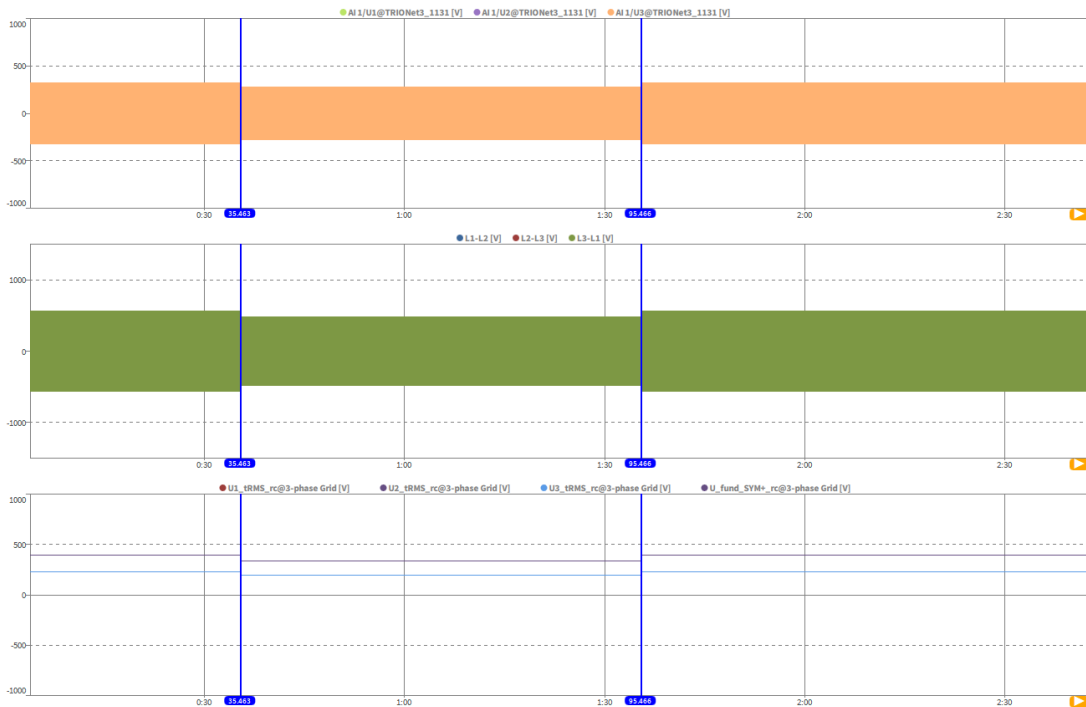 AI 1/U1@TRIONet3_1131 [V] AI 1/U2@TRIONet3_1131 [V] AI 1/U3@TRIONet3_1131 [V]
1000
500
0
-500
-1000
0:30 35.463 1:00 1:30 95.466 2:00 2:30
L1-L2 [V] L2-L3 [V] L3-L1 [V]
1000
0
-1000
0:30 35.463 1:00 1:30 95.466 2:00 2:30
U1_tRMS_rc@3-phase Grid [V] U2_tRMS_rc@3-phase Grid [V] U3_tRMS_rc@3-phase Grid [V] U_fund_SYM+_rc@3-phase Grid [V]
1000
500
0
-500
-1000
0:30 35.463 1:00 1:30 95.466 2:00 2:30